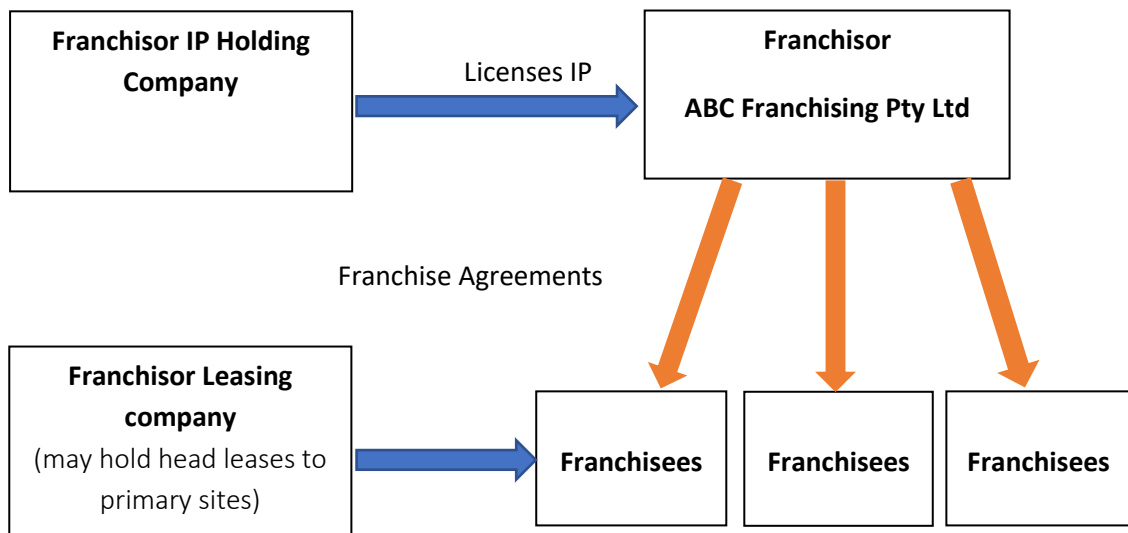 Franchisor IP Holding
Company
Licenses IP
Franchisor
ABC Franchising Pty Ltd
Franchise Agreements
Franchisor Leasing
company
(may hold head leases to
primary sites)
Franchisees
Franchisees
Franchisees